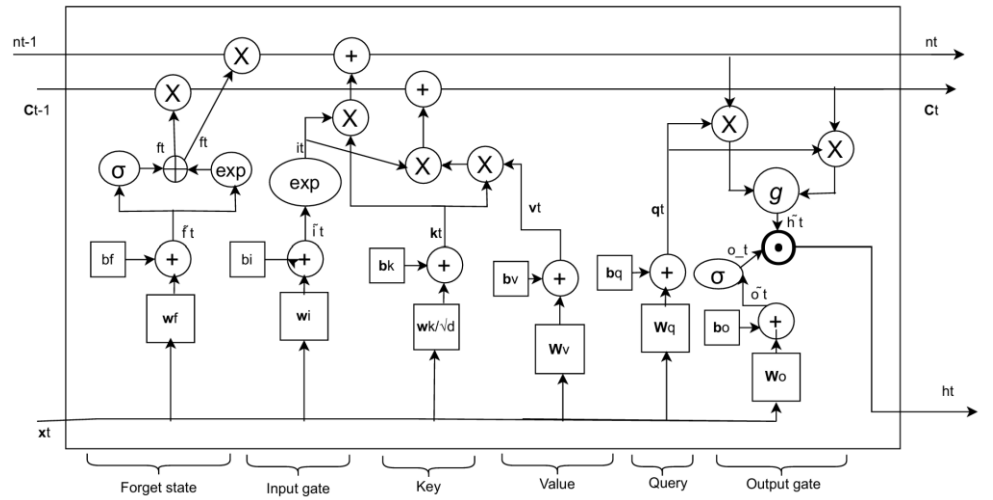 nt-1
nt
X
+
Ct-1
Ct
X
+
X
X
X
ft
ft
it
σ
exp
exp
X
X
g
vt
qt
h̃ t
f̃ t
ĩ t
kt
o_t
σ
õ t
bf
+
bi
+
bk
+
bv
+
bq
+
bo
+
wf
wi
wk/√d
Wv
Wq
Wo
xt
ht
Forget state
Input gate
Key
Value
Query
Output gate